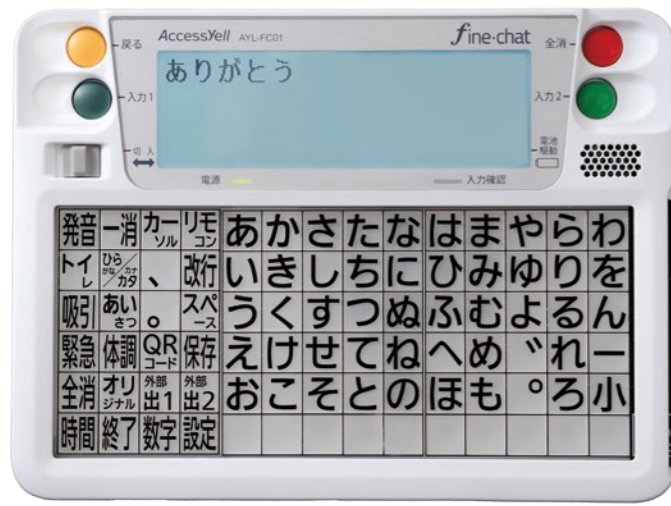 戻る AccessYell AYL-FC01 fine-chat 全消
ありがとう
入力1 入力2
切 入 電池駆動
電源 入力確認
発音 一消 カーソル リモコン あ か さ た な は ま や ら わ
トイレ ひらがな/カタカナ 、 改行 い き し ち に ひ み ゆ り を
吸引 あいさつ 。 スペース う く す つ ぬ ふ む よ る ん
緊急 体調 QRコード 保存 え け せ て ね へ め ゛ れ ー
全消 オリジナル 外部出1 外部出2 お こ そ と の ほ も ゜ ろ 小
時間 終了 数字 設定